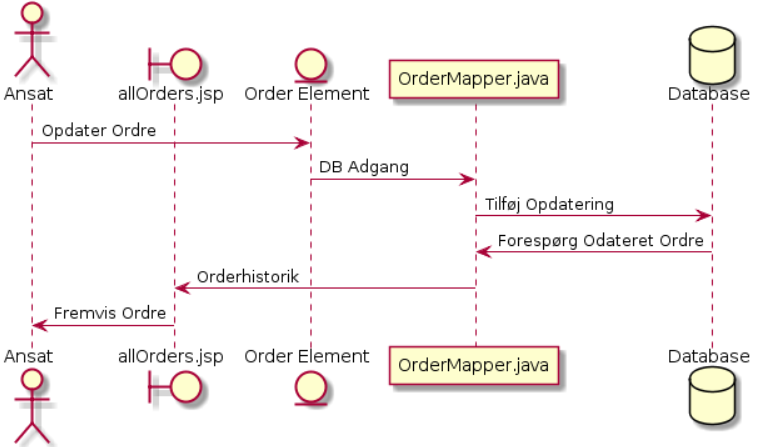 Ansat
allOrders.jsp
Order Element
OrderMapper.java
Database
Opdater Ordre
DB Adgang
Tilføj Opdatering
Forespørg Odateret Ordre
Orderhistorik
Fremvis Ordre
Ansat
allOrders.jsp
Order Element
OrderMapper.java
Database